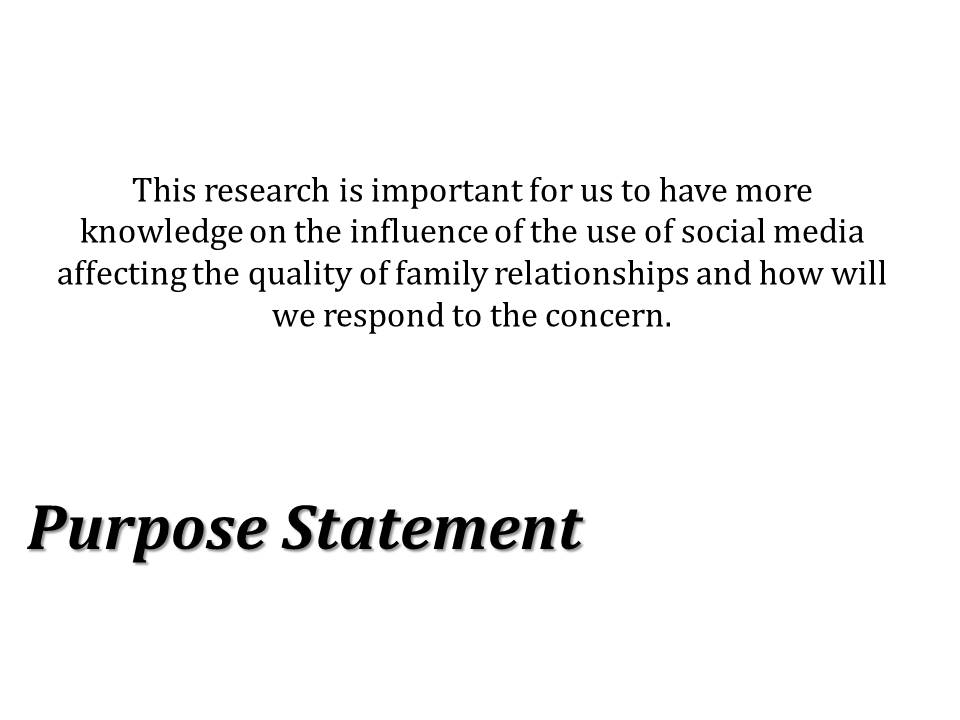 This research is important for us to have more
knowledge on the influence of the use of social media
affecting the quality of family relationships and how will
we respond to the concern.
Purpose Statement